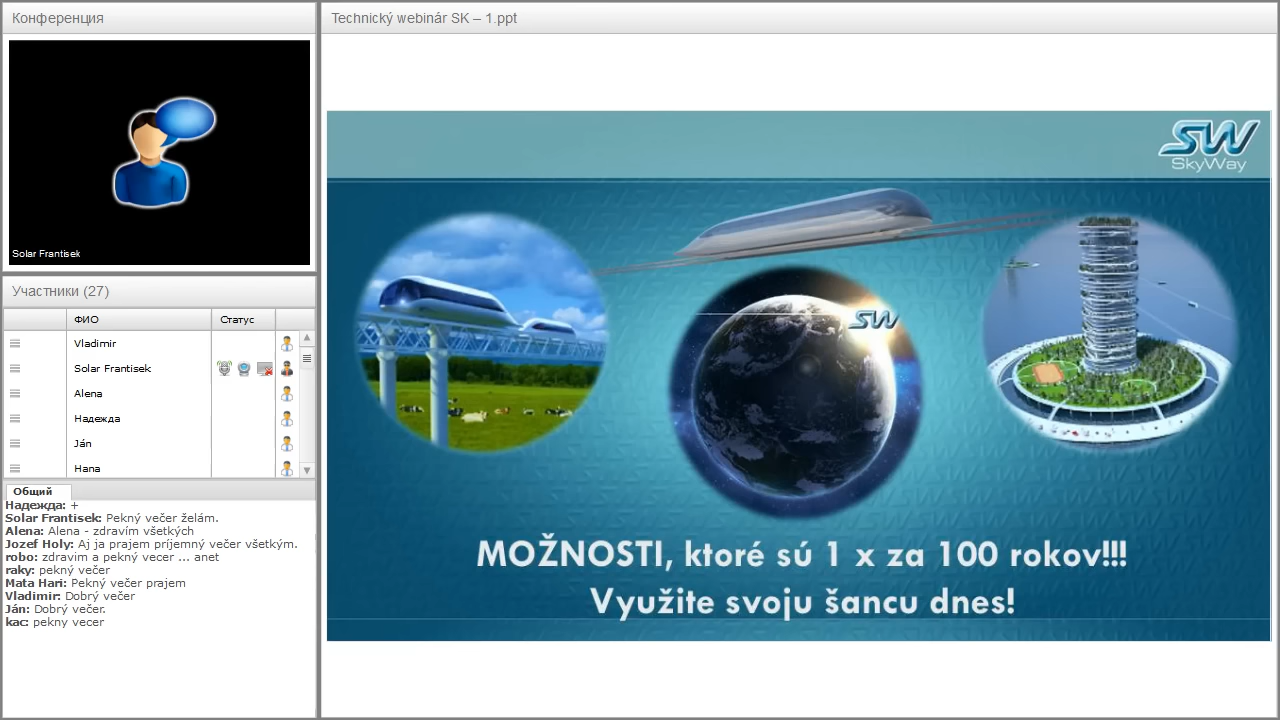 Конференция
Solar Frantisek
Участники (27)
ФИО Статус
Vladimir
Solar Frantisek
Alena
Надежда
Ján
Hana
Общий
Надежда: +
Solar Frantisek: Pekný večer želám.
Alena: Alena - zdravím všetkých
Jozef Holy: Aj ja prajem príjemný večer všetkým.
robo: zdravim a pekný vecer ... anet
raky: pekný večer
Mata Hari: Pekný večer prajem
Vladimir: Dobrý večer
Ján: Dobrý večer.
kac: pekny vecer
Technický webinár SK – 1.ppt
SW
SkyWay
SW
MOŽNOSTI, ktoré sú 1 x za 100 rokov!!!
Využite svoju šancu dnes!